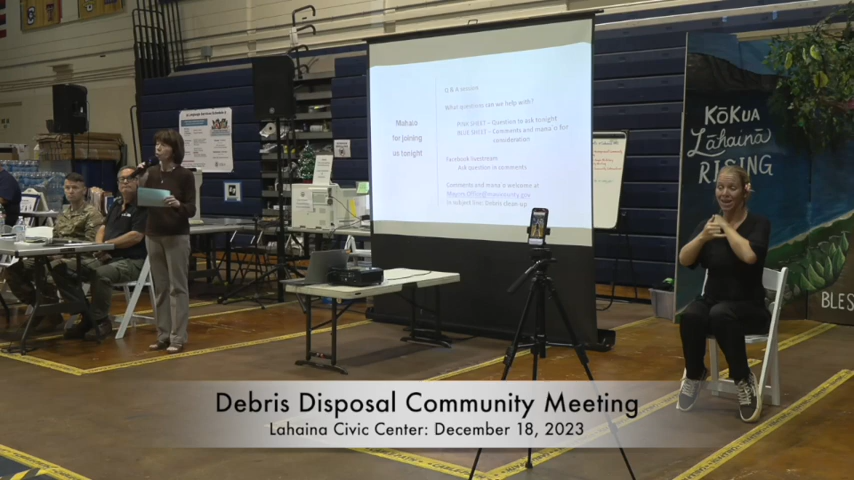 Q & A session
What questions can we help with?
Mahalo
for joining
us tonight
PINK SHEET – Question to ask tonight
BLUE SHEET – Comments and mana'o for
consideration
Facebook livestream
Ask question in comments
Comments and mana'o welcome at
In subject line: Debris clean-up
KŌKUA
Lāhainā
RISING
BLES
Debris Disposal Community Meeting
Lahaina Civic Center: December 18, 2023